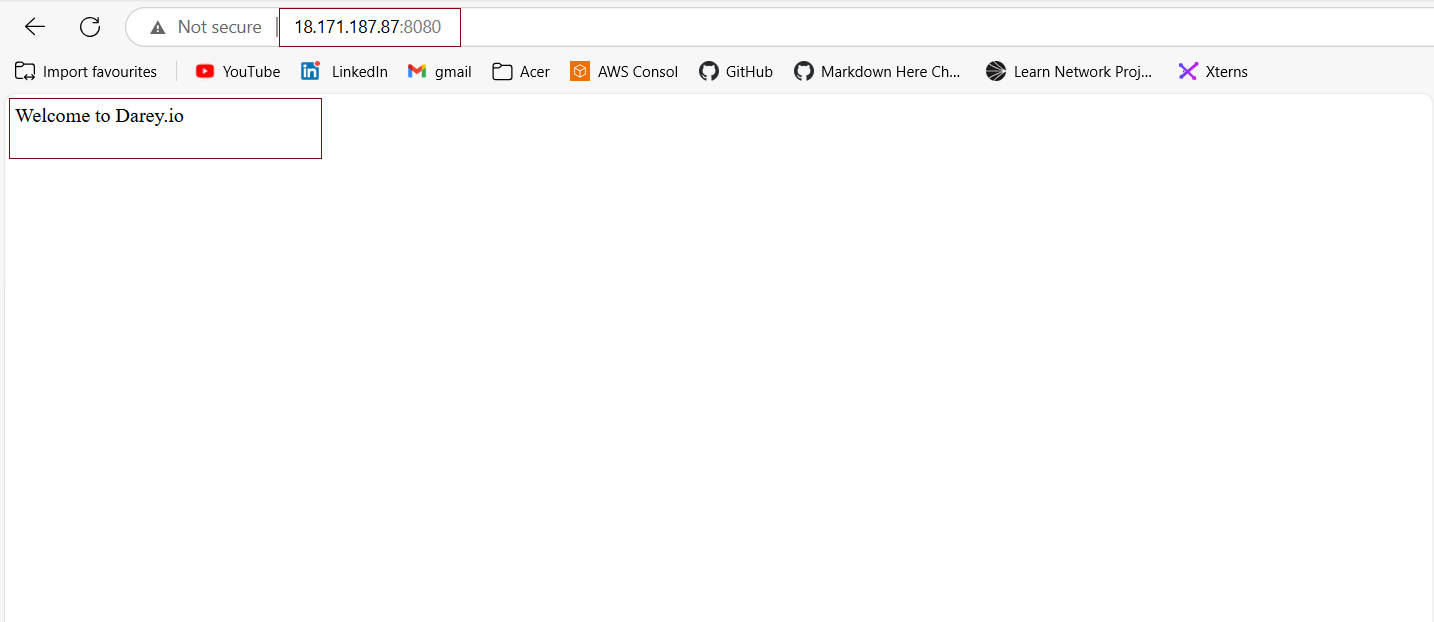 Not secure 18.171.187.87:8080
Import favourites YouTube LinkedIn gmail Acer AWS Consol GitHub Markdown Here Ch... Learn Network Proj... Xterns
Welcome to Darey.io